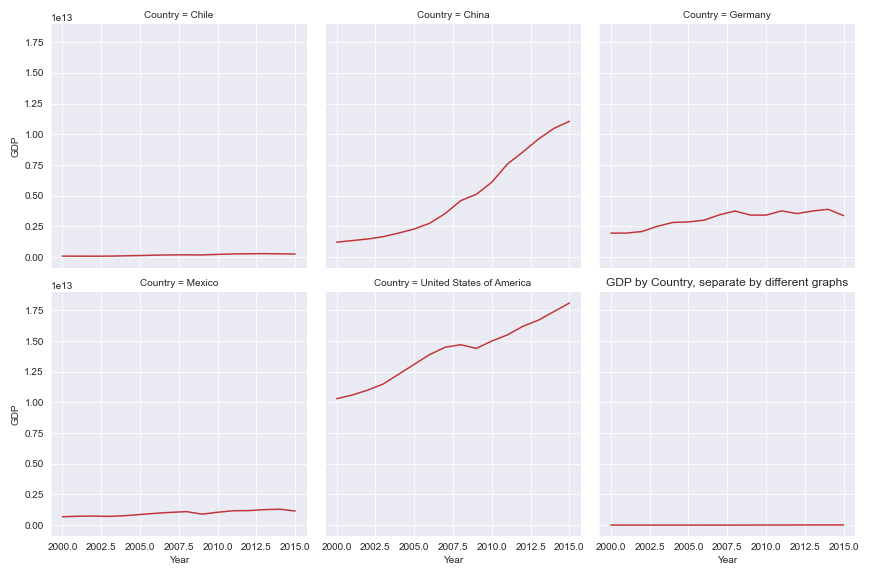 1e13
Country = Chile
Country = China
Country = Germany
1.75
1.50
1.25
1.00
0.75
0.50
0.25
0.00
GDP
1e13
Country = Mexico
Country = United States of America
GDP by Country, separate by different graphs
1.75
1.50
1.25
1.00
0.75
0.50
0.25
0.00
GDP
2000.0 2002.5 2005.0 2007.5 2010.0 2012.5 2015.0
2000.0 2002.5 2005.0 2007.5 2010.0 2012.5 2015.0
2000.0 2002.5 2005.0 2007.5 2010.0 2012.5 2015.0
Year
Year
Year